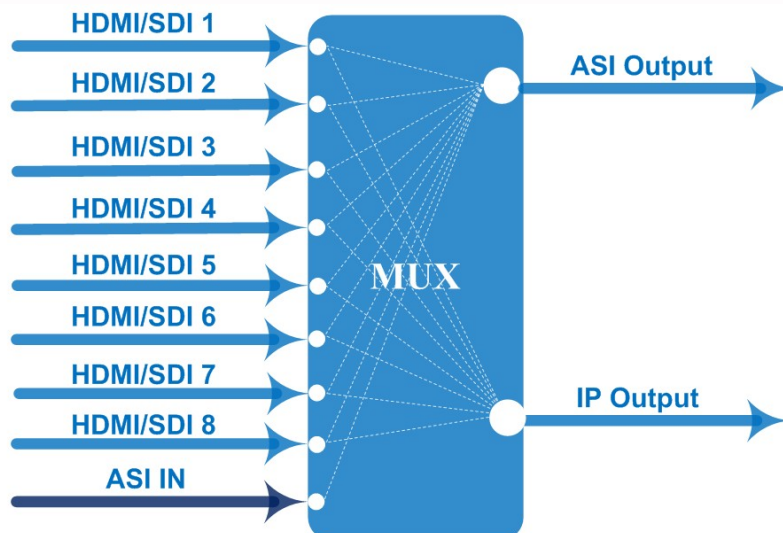 HDMI/SDI 1
HDMI/SDI 2
HDMI/SDI 3
HDMI/SDI 4
HDMI/SDI 5
HDMI/SDI 6
HDMI/SDI 7
HDMI/SDI 8
ASI IN
MUX
ASI Output
IP Output